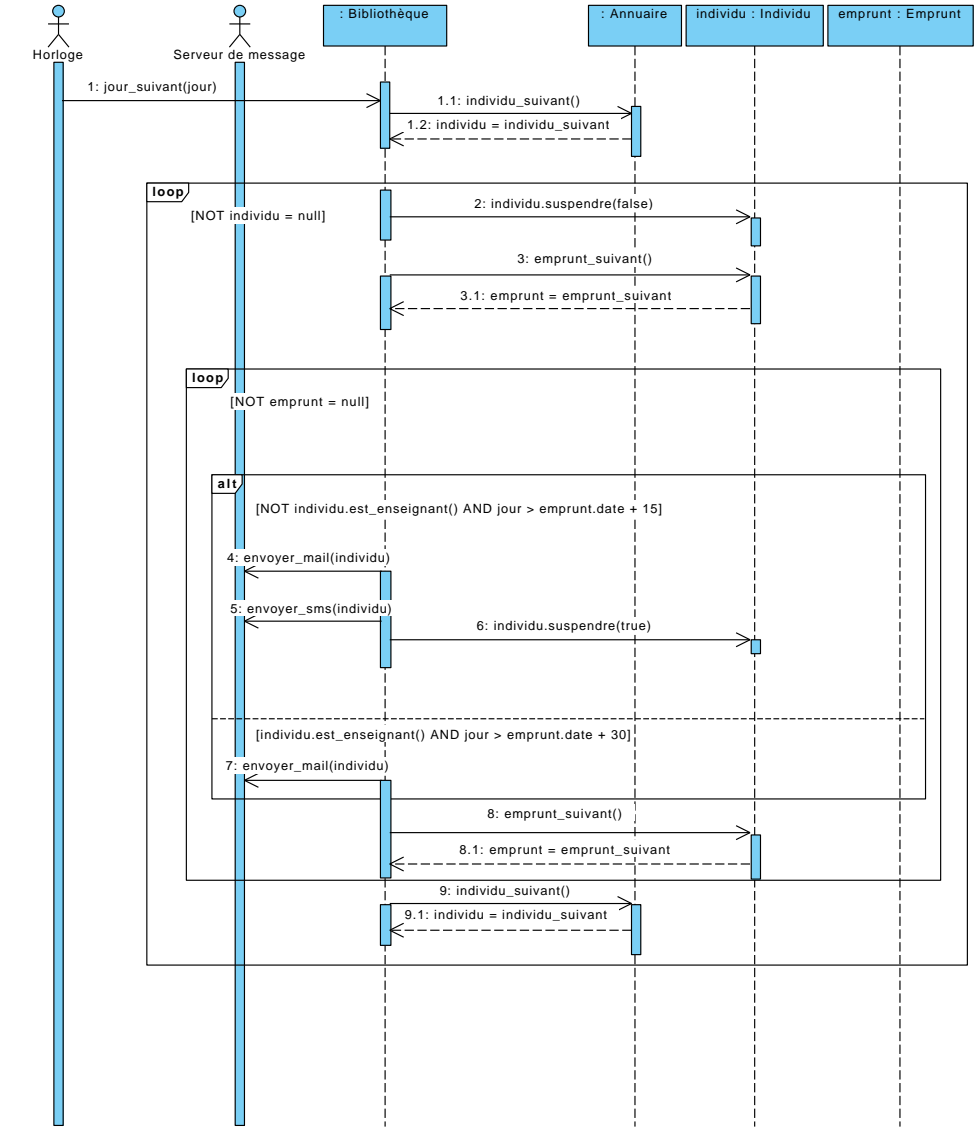 : Bibliothèque
: Annuaire
individu : Individu
emprunt : Emprunt
Horloge
Serveur de message
1: jour_suivant(jour)
1.1: individu_suivant()
1.2: individu = individu_suivant
loop
[NOT individu = null]
2: individu.suspendre(false)
3: emprunt_suivant()
3.1: emprunt = emprunt_suivant
loop
[NOT emprunt = null]
alt
[NOT individu.est_enseignant() AND jour > emprunt.date + 15]
4: envoyer_mail(individu)
5: envoyer_sms(individu)
6: individu.suspendre(true)
[individu.est_enseignant() AND jour > emprunt.date + 30]
7: envoyer_mail(individu)
8: emprunt_suivant()
8.1: emprunt = emprunt_suivant
9: individu_suivant()
9.1: individu = individu_suivant